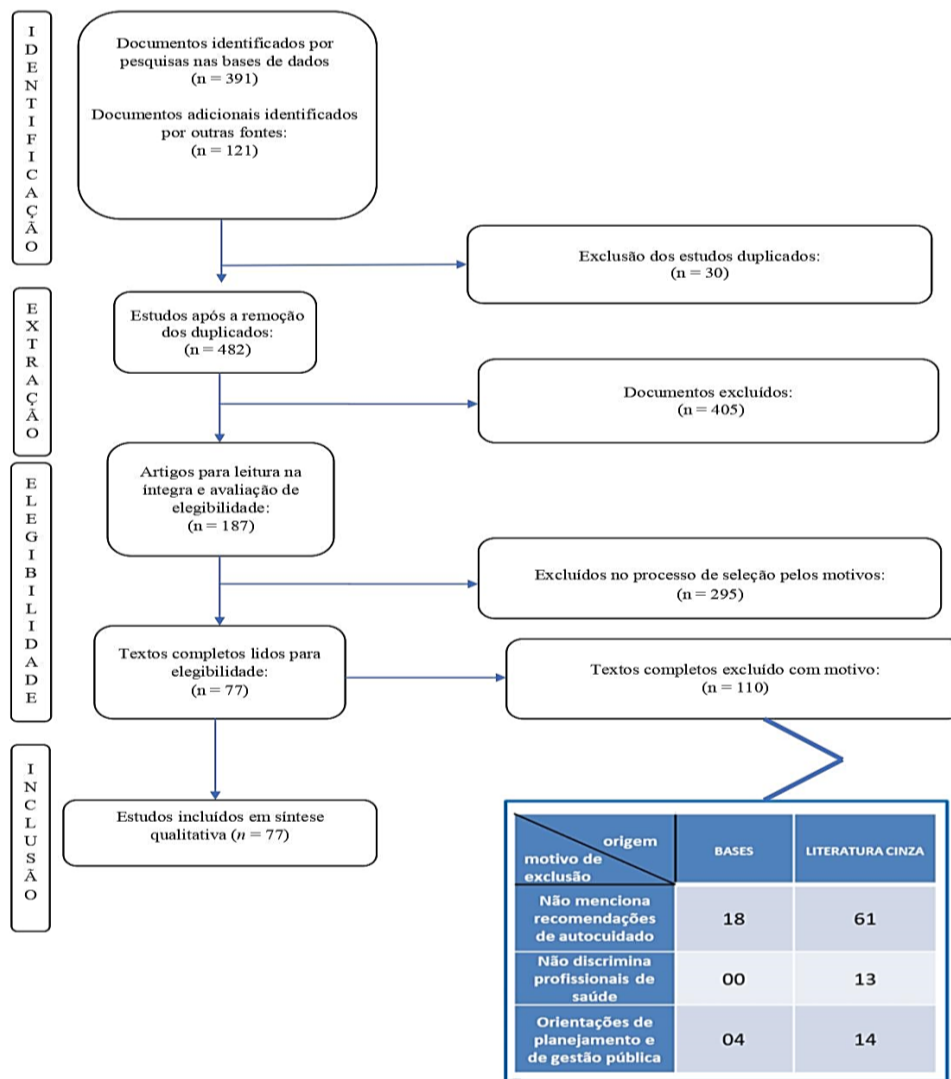 IDENTIFICAÇÃO
Documentos identificados por
pesquisas nas bases de dados
(n = 391)
Documentos adicionais identificados
por outras fontes:
(n = 121)
Exclusão dos estudos duplicados:
(n = 30)
EXTRAÇÃO
Estudos após a remoção
dos duplicados:
(n = 482)
Documentos excluídos:
(n = 405)
ELEGIBILIDADE
Artigos para leitura na
íntegra e avaliação de
elegibilidade:
(n = 187)
Excluídos no processo de seleção pelos motivos:
(n = 295)
Textos completos lidos para
elegibilidade:
(n = 77)
Textos completos excluído com motivo:
(n = 110)
INCLUSÃO
Estudos incluídos em síntese
qualitativa (n = 77)
origem
motivo de
exclusão
BASES
LITERATURA CINZA
Não menciona
recomendações
de autocuidado
18
61
Não discrimina
profissionais de
saúde
00
13
Orientações de
planejamento e
de gestão pública
04
14